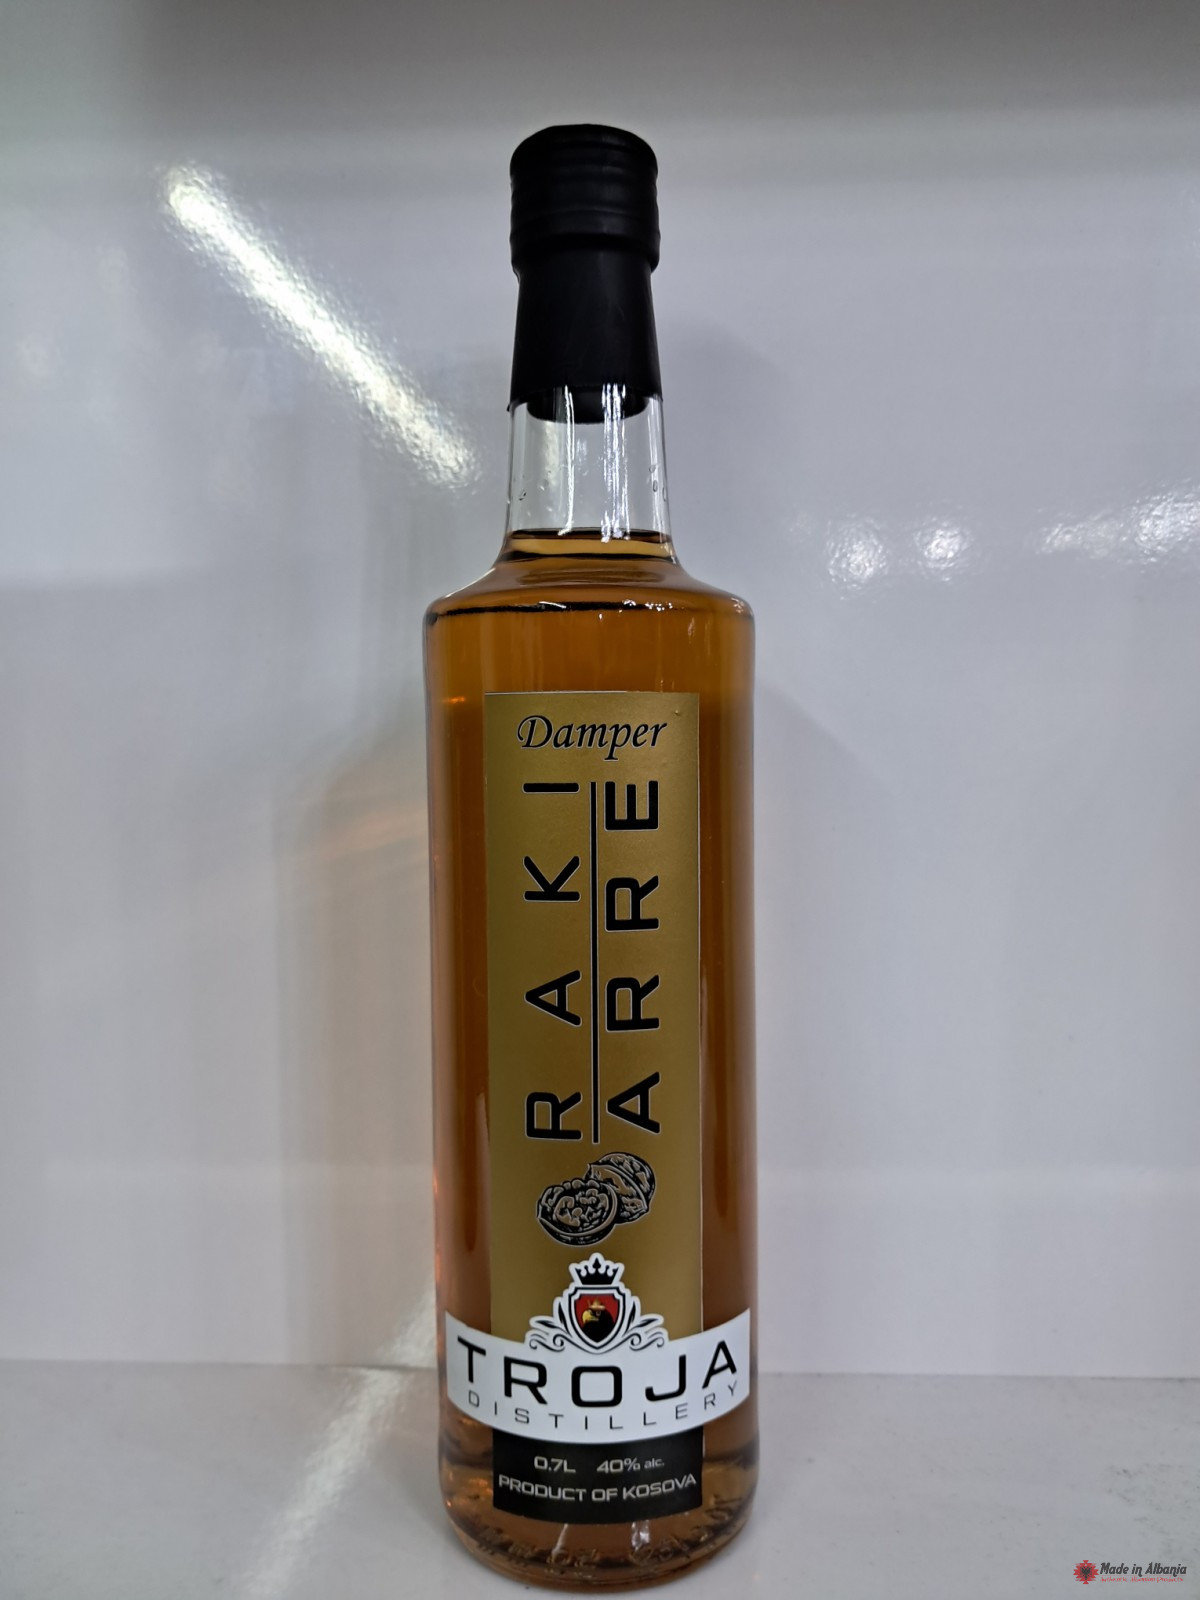 Damper
RAKI
ARRE
TROJA
DISTILLERY
0.7L 40% alc.
PRODUCT OF KOSOVA
Made in Albania